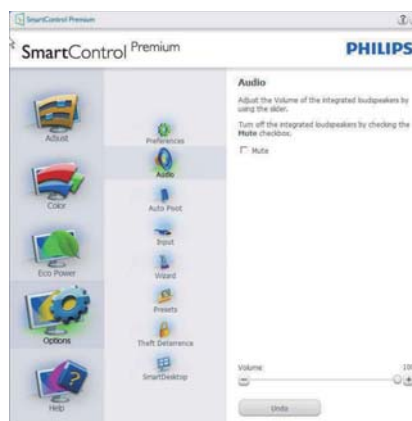 SmartControl Premium
SmartControl Premium
PHILIPS
Adjust
Color
Eco Power
Options
Help
Preferences
Audio
Auto Pivot
Input
Wizard
Presets
Theft Deterrence
SmartDesktop
Audio
Adjust the Volume of the integrated loudspeakers by
using the slider.
Turn off the integrated loudspeakers by checking the
Mute checkbox.
Mute
Volume:
Undo